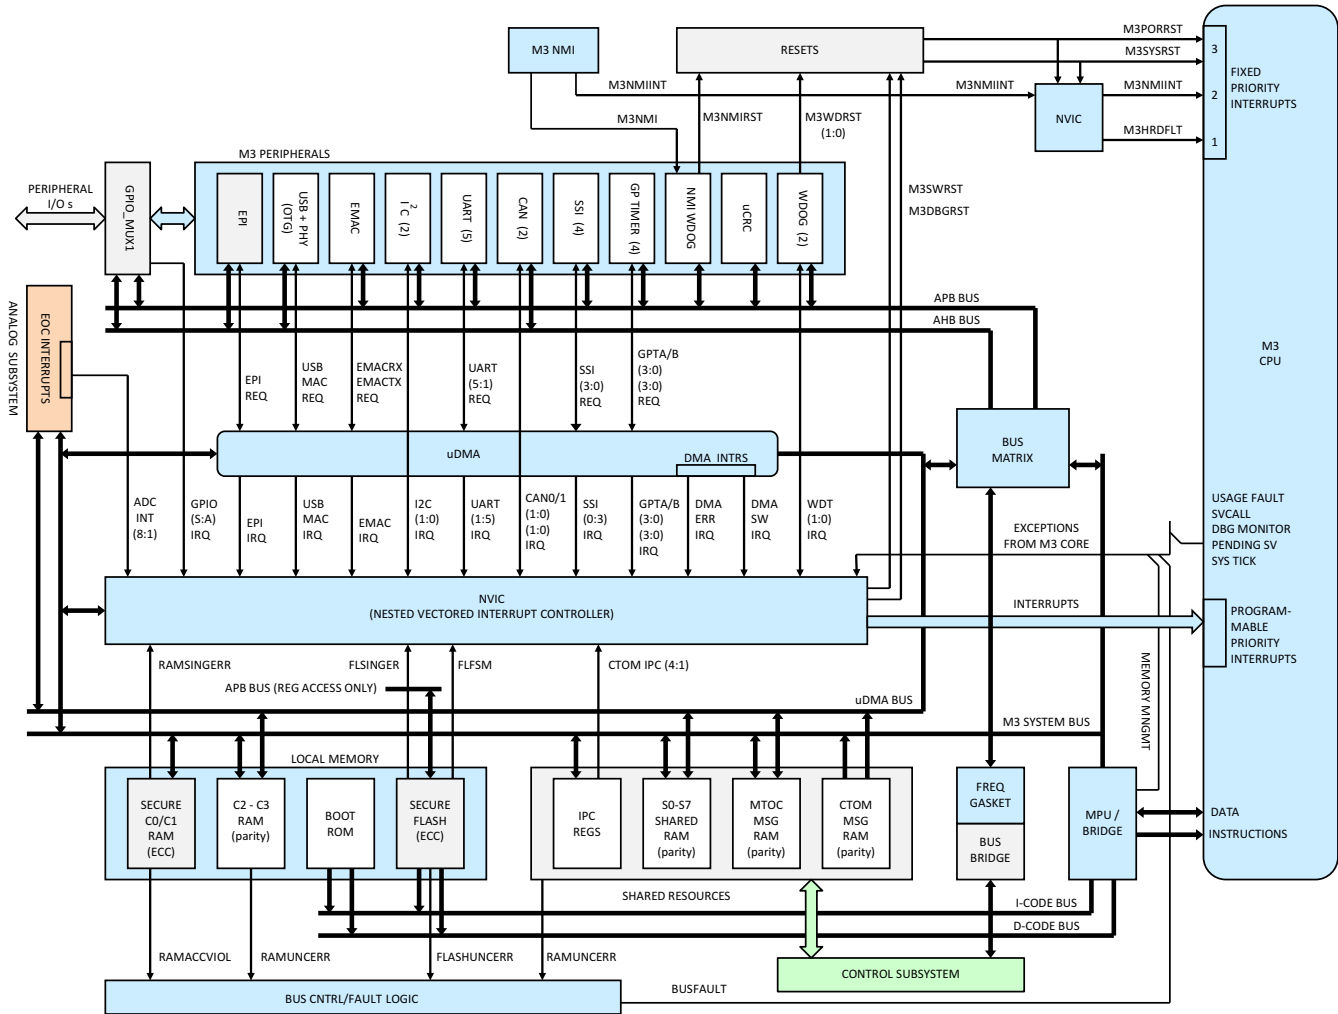 M3 NMI
RESETS
M3PORRST
M3SYSRST
3
FIXED
PRIORITY
INTERRUPTS
2
1
M3NMIINT
M3NMIINT
M3NMIINT
NVIC
M3HRDFLT
M3NMI
M3NMIRST
M3WDRST
(1:0)
M3 PERIPHERALS
PERIPHERAL
I/O s
GPIO_MUX1
EPI
USB + PHY
(OTG)
EMAC
I2C (2)
UART (5)
CAN (2)
SSI (4)
GP TIMER (4)
NMI WDOG
uCRC
WDOG (2)
M3SWRST
M3DBGRST
APB BUS
AHB BUS
ANALOG SUBSYSTEM
EOC INTERRUPTS
M3
CPU
EPI
REQ
USB
MAC
REQ
EMACRX
EMACTX
REQ
UART
(5:1)
REQ
SSI
(3:0)
REQ
GPTA/B
(3:0)
(3:0)
REQ
uDMA
DMA INTRS
BUS
MATRIX
ADC
INT
(8:1)
GPIO
(S:A)
IRQ
EPI
IRQ
USB
MAC
IRQ
EMAC
IRQ
I2C
(1:0)
IRQ
UART
(1:5)
IRQ
CAN0/1
(1:0)
(1:0)
IRQ
SSI
(0:3)
IRQ
GPTA/B
(3:0)
(3:0)
IRQ
DMA
ERR
IRQ
DMA
SW
IRQ
WDT
(1:0)
IRQ
EXCEPTIONS
FROM M3 CORE
USAGE FAULT
SVCALL
DBG MONITOR
PENDING SV
SYS TICK
NVIC
(NESTED VECTORED INTERRUPT CONTROLLER)
INTERRUPTS
PROGRAM-
MABLE
PRIORITY
INTERRUPTS
RAMSINGERR
FLSINGER
FLFSM
CTOM IPC (4:1)
MEMORY MNGMT
APB BUS (REG ACCESS ONLY)
uDMA BUS
M3 SYSTEM BUS
LOCAL MEMORY
SECURE
C0/C1
RAM
(ECC)
C2 - C3
RAM
(parity)
BOOT
ROM
SECURE
FLASH
(ECC)
IPC
REGS
S0-S7
SHARED
RAM
(parity)
MTOC
MSG
RAM
(parity)
CTOM
MSG
RAM
(parity)
FREQ
GASKET
BUS
BRIDGE
MPU /
BRIDGE
DATA
INSTRUCTIONS
SHARED RESOURCES
I-CODE BUS
D-CODE BUS
RAMACCVIOL
RAMUNCERR
FLASHUNCERR
RAMUNCERR
CONTROL SUBSYSTEM
BUS CNTRL/FAULT LOGIC
BUSFAULT